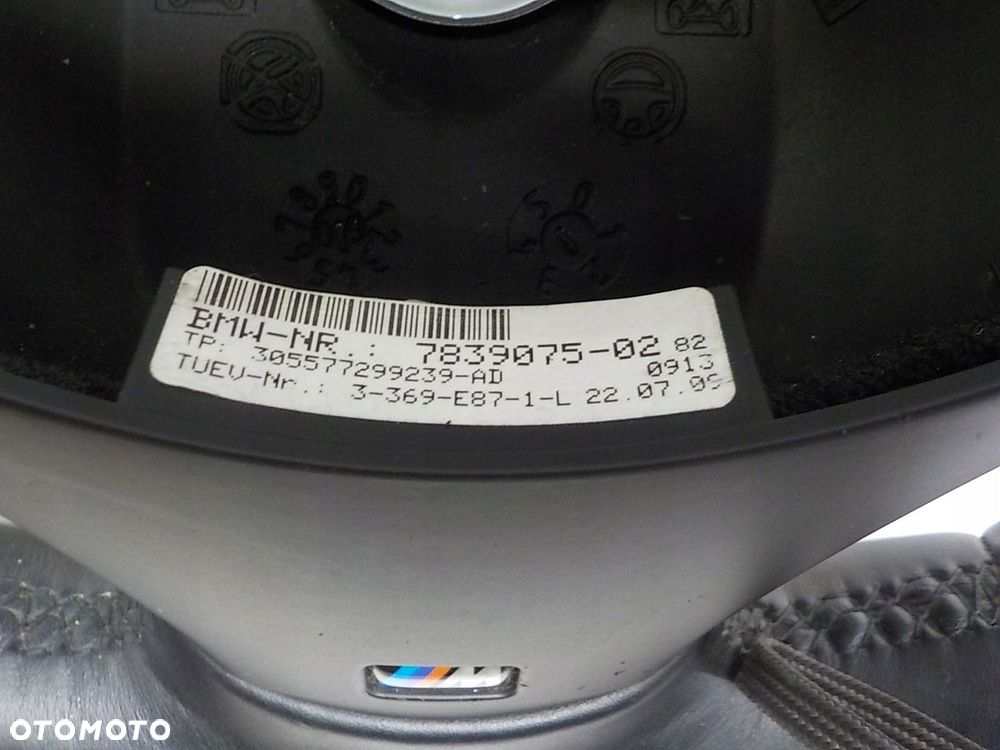 BMW-NR.: 7839075-02 82
TP: 305577299239-AD 0913
TUEV-Nr.: 3-369-E87-1-L 22.07.09
M
OTOMOTO